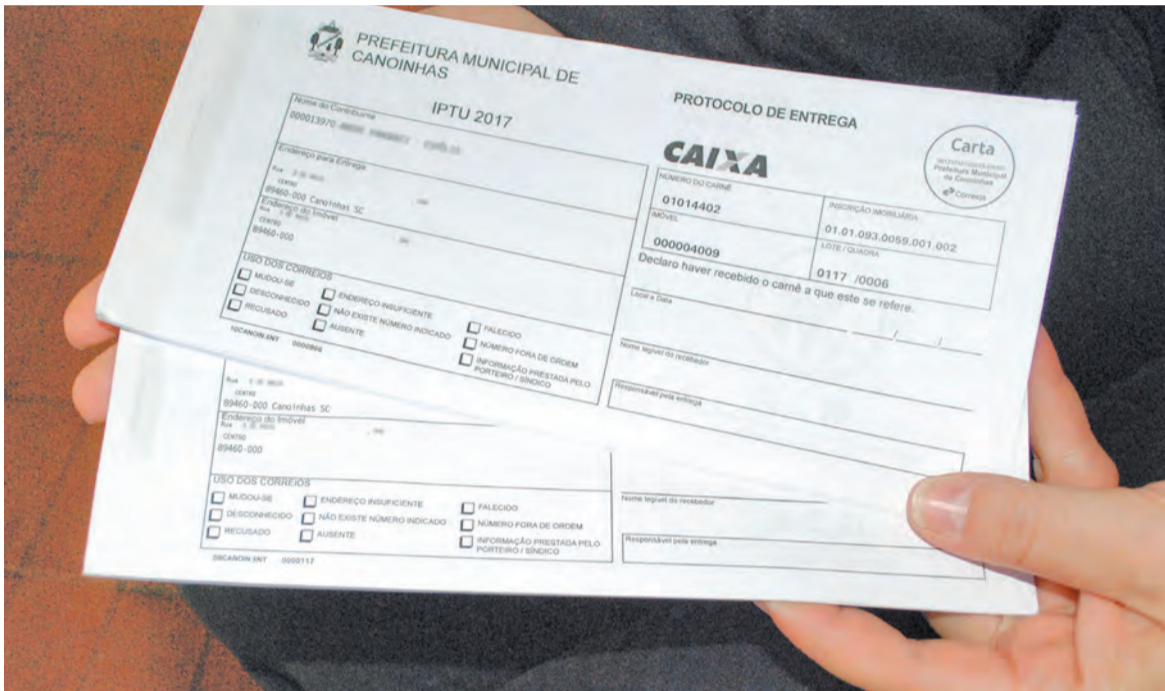 PREFEITURA MUNICIPAL DE
CANOINHAS
IPTU 2017
Nome do Contribuinte
000013970
Endereço para Entrega
Rua
CENTRO
89460-000 Canoinhas SC
Endereço do Imóvel
Rua
CENTRO
89460-000
USO DOS CORREIOS
MUDOU-SE
DESCONHECIDO
RECUSADO
ENDEREÇO INSUFICIENTE
NÃO EXISTE NÚMERO INDICADO
AUSENTE
FALECIDO
NÚMERO FORA DE ORDEM
INFORMAÇÃO PRESTADA PELO
PORTEIRO / SÍNDICO
0000866
PROTOCOLO DE ENTREGA
CAIXA
Carta
Prefeitura Municipal
de Canoinhas
Correios
NÚMERO DO CARNÊ
01014402
INSCRIÇÃO IMOBILIÁRIA
01.01.093.0059.001.002
IMÓVEL
000004009
LOTE / QUADRA
0117 /0006
Declaro haver recebido o carnê a que este se refere.
Local e Data
/ /
Nome legível do recebedor
Responsável pela entrega
Rua
CENTRO
89460-000 Canoinhas SC
Endereço do Imóvel
Rua
CENTRO
89460-000
USO DOS CORREIOS
MUDOU-SE
DESCONHECIDO
RECUSADO
ENDEREÇO INSUFICIENTE
NÃO EXISTE NÚMERO INDICADO
AUSENTE
FALECIDO
NÚMERO FORA DE ORDEM
INFORMAÇÃO PRESTADA PELO
PORTEIRO / SÍNDICO
0000117
Nome legível do recebedor
Responsável pela entrega